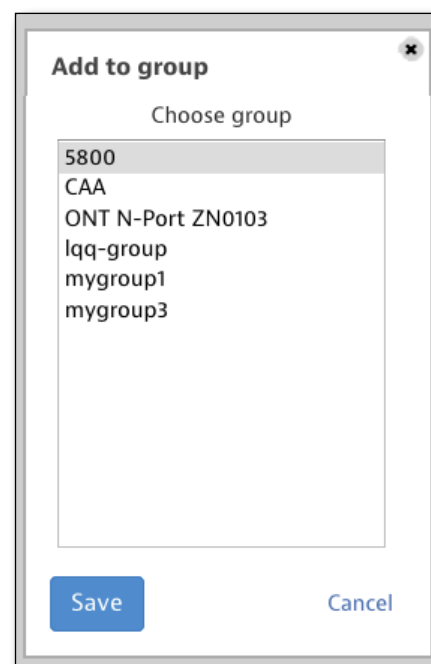 Add to group
Choose group
5800
CAA
ONT N-Port ZN0103
lqq-group
mygroup1
mygroup3
Save
Cancel